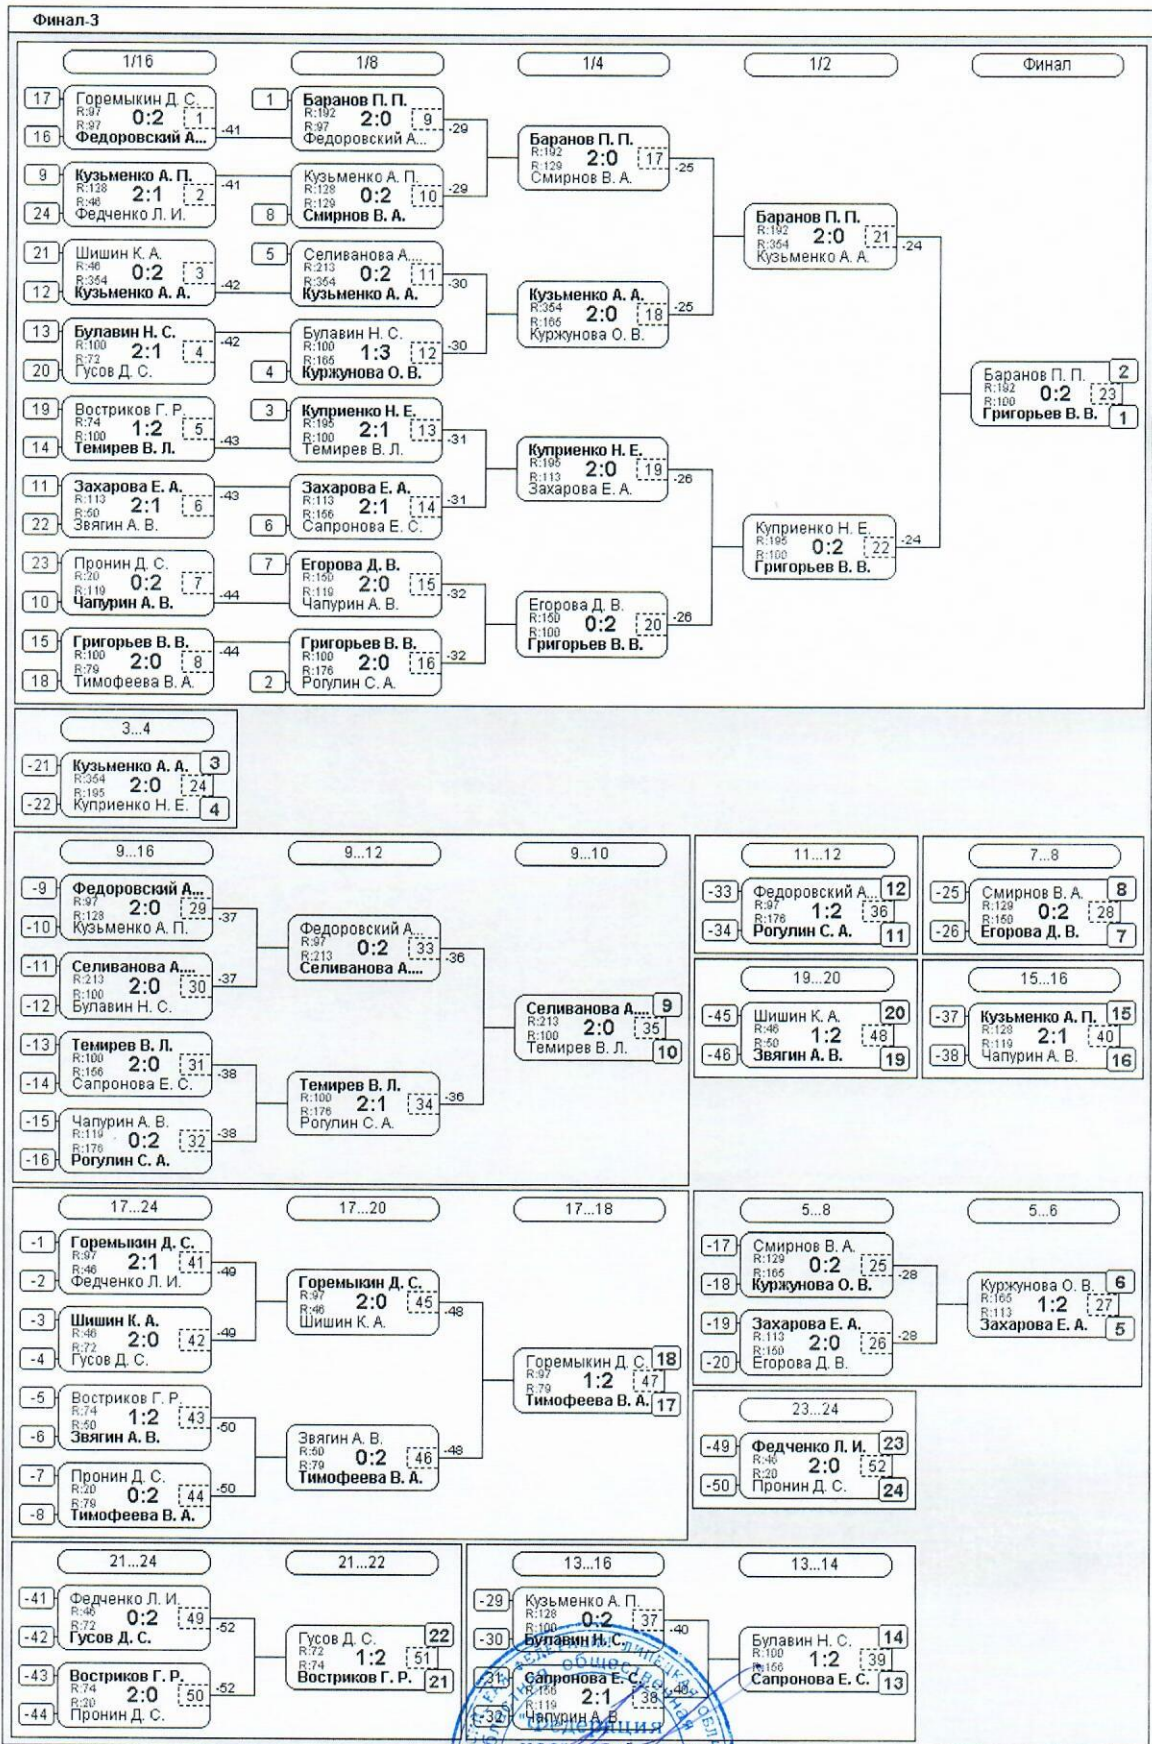 Финал-3
1/16 1/8 1/4 1/2 Финал
17 Горемыкин Д. С.
R:97 0:2 1
R:97
16 Федоровский А... -41
9 Кузьменко А. П. -41
R:128 2:1 2
R:46
24 Федченко Л. И.
21 Шишин К. А.
R:46 0:2 3
R:354
12 Кузьменко А. А. -42
13 Булавин Н. С. -42
R:100 2:1 4
R:72
20 Гусов Д. С.
19 Востриков Г. Р.
R:74 1:2 5
R:100
14 Темирев В. Л. -43
11 Захарова Е. А. -43
R:113 2:1 6
R:50
22 Звягин А. В.
23 Пронин Д. С.
R:20 0:2 7
R:119
10 Чапурин А. В. -44
15 Григорьев В. В. -44
R:100 2:0 8
R:79
18 Тимофеева В. А.
1 Баранов П. П.
R:192 2:0 9 -29
R:97
Федоровский А...
Кузьменко А. П.
R:128 0:2 10 -29
R:129
8 Смирнов В. А.
5 Селиванова А....
R:213 0:2 11 -30
R:354
Кузьменко А. А.
Булавин Н. С.
R:100 1:3 12 -30
R:165
4 Куржунова О. В.
3 Куприенко Н. Е.
R:195 2:1 13 -31
R:100
Темирев В. Л.
Захарова Е. А.
R:113 2:1 14 -31
R:156
6 Сапронова Е. С.
7 Егорова Д. В.
R:150 2:0 15 -32
R:119
Чапурин А. В.
Григорьев В. В.
R:100 2:0 16 -32
R:176
2 Рогулин С. А.
Баранов П. П.
R:192 2:0 17 -25
R:129
Смирнов В. А.
Кузьменко А. А.
R:354 2:0 18 -25
R:165
Куржунова О. В.
Куприенко Н. Е.
R:195 2:0 19 -26
R:113
Захарова Е. А.
Егорова Д. В.
R:150 0:2 20 -26
R:100
Григорьев В. В.
Баранов П. П.
R:192 2:0 21 -24
R:354
Кузьменко А. А.
Куприенко Н. Е.
R:195 0:2 22 -24
R:100
Григорьев В. В.
Баранов П. П. 2
R:192 0:2 23
R:100
Григорьев В. В. 1
3...4
-21 Кузьменко А. А. 3
R:354 2:0 24
R:195
-22 Куприенко Н. Е. 4
9...16 9...12 9...10
-9 Федоровский А...
R:97 2:0 29 -37
R:128
-10 Кузьменко А. П.
-11 Селиванова А....
R:213 2:0 30 -37
R:100
-12 Булавин Н. С.
-13 Темирев В. Л.
R:100 2:0 31 -38
R:156
-14 Сапронова Е. С.
-15 Чапурин А. В.
R:119 0:2 32 -38
R:176
-16 Рогулин С. А.
Федоровский А...
R:97 0:2 33 -36
R:213
Селиванова А....
Темирев В. Л.
R:100 2:1 34 -36
R:176
Рогулин С. А.
Селиванова А.... 9
R:213 2:0 35
R:100
Темирев В. Л. 10
11...12
-33 Федоровский А... 12
R:97 1:2 36
R:176
-34 Рогулин С. А. 11
7...8
-25 Смирнов В. А. 8
R:129 0:2 28
R:150
-26 Егорова Д. В. 7
19...20
-45 Шишин К. А. 20
R:46 1:2 48
R:50
-46 Звягин А. В. 19
15...16
-37 Кузьменко А. П. 15
R:128 2:1 40
R:119
-38 Чапурин А. В. 16
17...24 17...20 17...18
-1 Горемыкин Д. С.
R:97 2:1 41 -49
R:46
-2 Федченко Л. И.
-3 Шишин К. А.
R:46 2:0 42 -49
R:72
-4 Гусов Д. С.
-5 Востриков Г. Р.
R:74 1:2 43 -50
R:50
-6 Звягин А. В.
-7 Пронин Д. С.
R:20 0:2 44 -50
R:79
-8 Тимофеева В. А.
Горемыкин Д. С.
R:97 2:0 45 -48
R:46
Шишин К. А.
Звягин А. В.
R:50 0:2 46 -48
R:79
Тимофеева В. А.
Горемыкин Д. С. 18
R:97 1:2 47
R:79
Тимофеева В. А. 17
5...8 5...6
-17 Смирнов В. А.
R:129 0:2 25 -28
R:165
-18 Куржунова О. В.
-19 Захарова Е. А.
R:113 2:0 26 -28
R:150
-20 Егорова Д. В.
Куржунова О. В. 6
R:165 1:2 27
R:113
Захарова Е. А. 5
23...24
-49 Федченко Л. И. 23
R:46 2:0 52
R:20
-50 Пронин Д. С. 24
21...24 21...22
-41 Федченко Л. И.
R:46 0:2 49 -52
R:72
-42 Гусов Д. С.
-43 Востриков Г. Р.
R:74 2:0 50 -52
R:20
-44 Пронин Д. С.
Гусов Д. С. 22
R:72 1:2 51
R:74
Востриков Г. Р. 21
13...16 13...14
-29 Кузьменко А. П.
R:128 0:2 37 -40
R:100
-30 Булавин Н. С.
-31 Сапронова Е. С.
R:156 2:1 38 -40
R:119
-32 Чапурин А. В.
Булавин Н. С. 14
R:100 1:2 39
R:156
Сапронова Е. С. 13
общественная
"Федерация